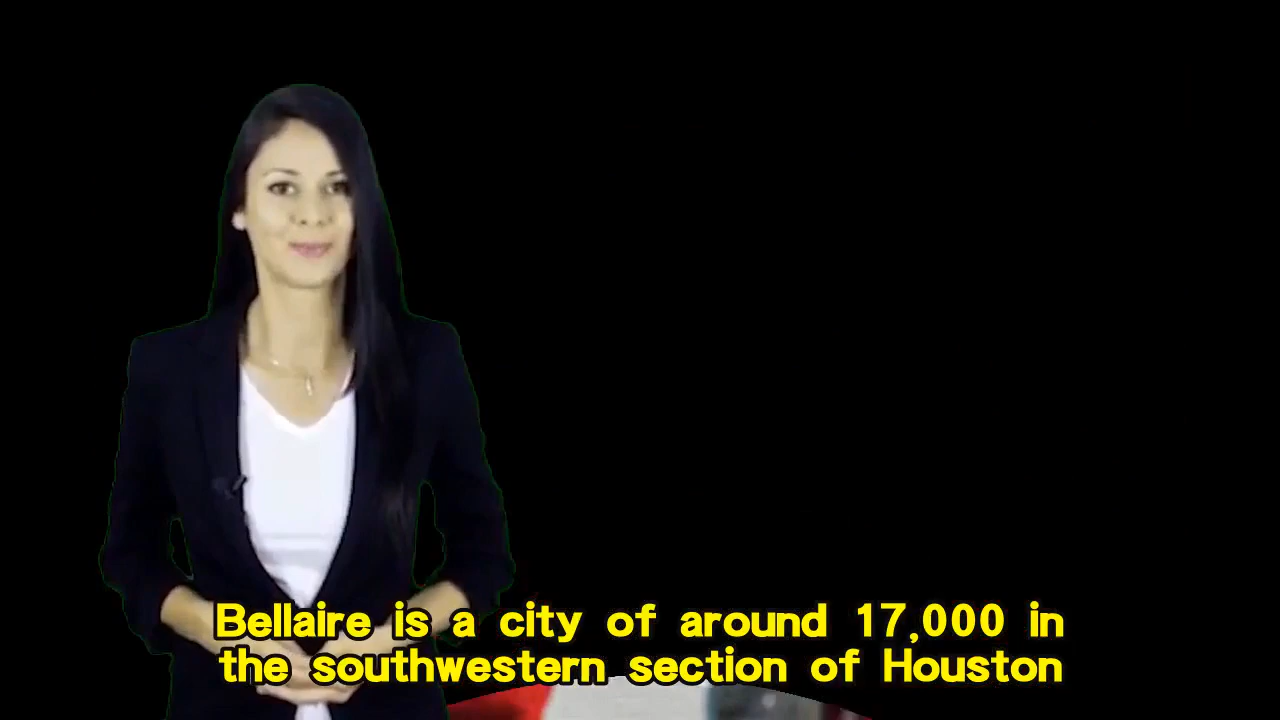 Bellaire is a city of around 17,000 in
the southwestern section of Houston